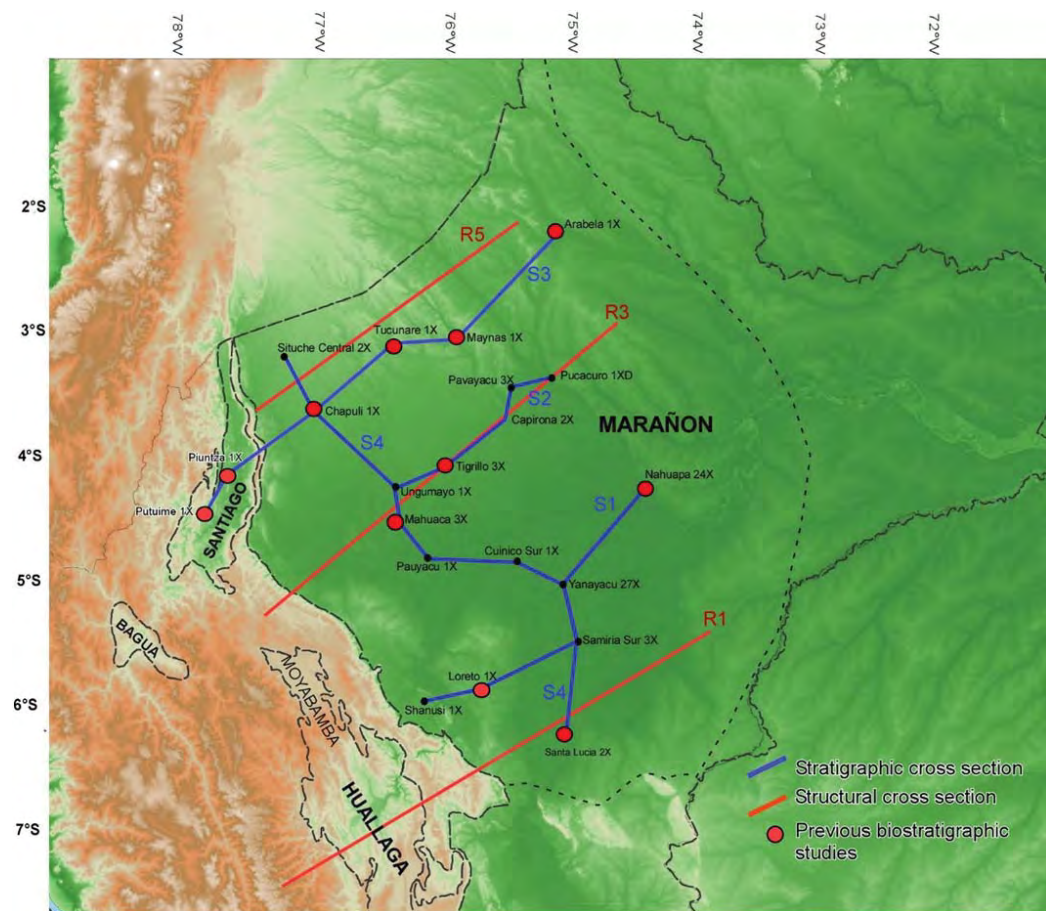 78°W
77°W
76°W
75°W
74°W
73°W
72°W
2°S
3°S
4°S
5°S
6°S
7°S
R5
Arabela 1X
S3
R3
Tucunare 1X
Maynas 1X
Situche Central 2X
Pavayacu 3X
Pucacuro 1XD
S2
Chapuli 1X
Capirona 2X
MARAÑON
S4
Piuntza 1X
Tigrillo 3X
Nahuapa 24X
Ungumayo 1X
S1
Putuime 1X
SANTIAGO
Mahuaca 3X
Cuinico Sur 1X
Pauyacu 1X
Yanayacu 27X
R1
BAGUA
Samiria Sur 3X
MOYABAMBA
Loreto 1X
S4
Shanusi 1X
Santa Lucia 2X
HUALLAGA
Stratigraphic cross section
Structural cross section
Previous biostratigraphic
studies